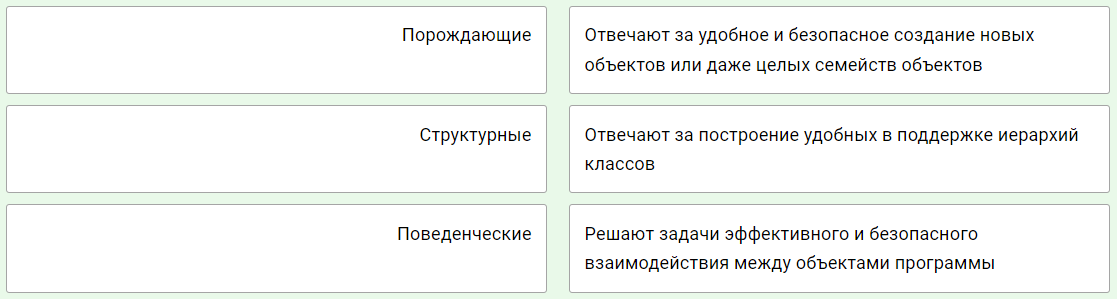 Порождающие
Отвечают за удобное и безопасное создание новых
объектов или даже целых семейств объектов
Структурные
Отвечают за построение удобных в поддержке иерархий
классов
Поведенческие
Решают задачи эффективного и безопасного
взаимодействия между объектами программы